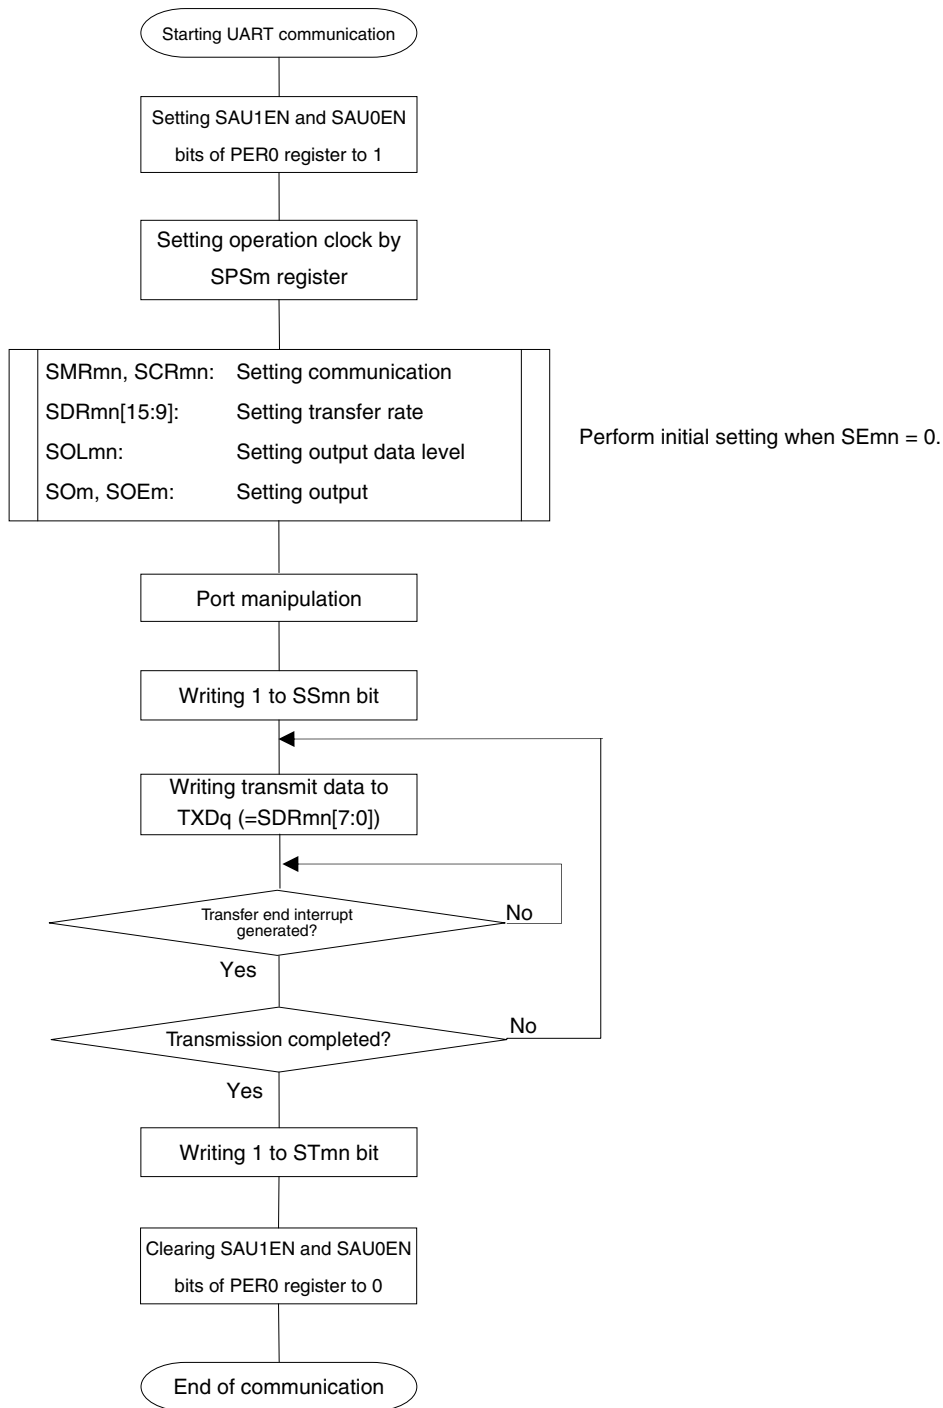 Starting UART communication
Setting SAU1EN and SAU0EN
bits of PER0 register to 1
Setting operation clock by
SPSm register
SMRmn, SCRmn: Setting communication
SDRmn[15:9]: Setting transfer rate
SOLmn: Setting output data level
SOm, SOEm: Setting output
Perform initial setting when SEmn = 0.
Port manipulation
Writing 1 to SSmn bit
Writing transmit data to
TXDq (=SDRmn[7:0])
Transfer end interrupt
generated?
No
Yes
Transmission completed?
No
Yes
Writing 1 to STmn bit
Clearing SAU1EN and SAU0EN
bits of PER0 register to 0
End of communication